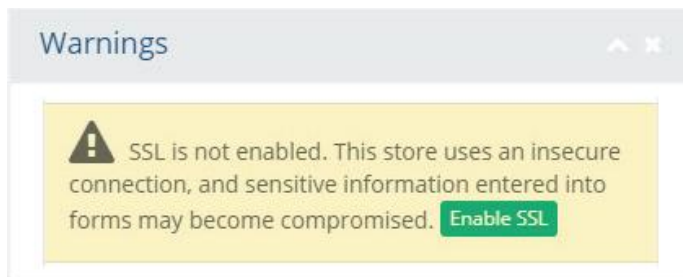 Warnings
SSL is not enabled. This store uses an insecure
connection, and sensitive information entered into
forms may become compromised. Enable SSL